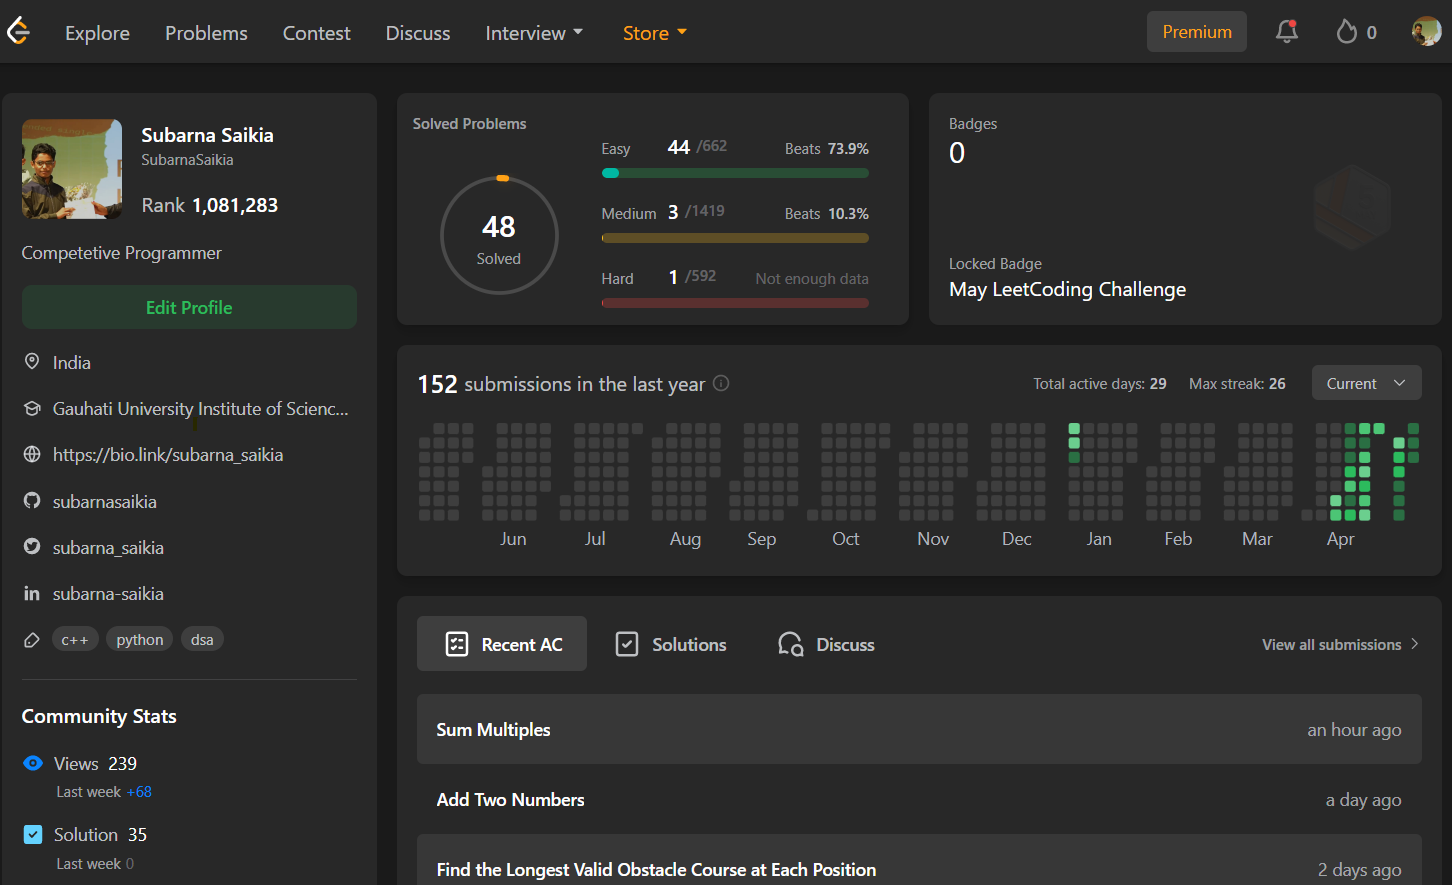 Explore Problems Contest Discuss Interview Store Premium 0
Subarna Saikia
SubarnaSaikia
Rank 1,081,283
Competetive Programmer
Edit Profile
India
Gauhati University Institute of Scienc...
https://bio.link/subarna_saikia
subarnasaikia
subarna_saikia
subarna-saikia
c++ python dsa
Community Stats
Views 239
Last week +68
Solution 35
Last week 0
Solved Problems
48
Solved
Easy 44 /662 Beats 73.9%
Medium 3 /1419 Beats 10.3%
Hard 1 /592 Not enough data
Badges
0
Locked Badge
May LeetCoding Challenge
152 submissions in the last year Total active days: 29 Max streak: 26 Current
Jun Jul Aug Sep Oct Nov Dec Jan Feb Mar Apr
Recent AC Solutions Discuss View all submissions
Sum Multiples an hour ago
Add Two Numbers a day ago
Find the Longest Valid Obstacle Course at Each Position 2 days ago